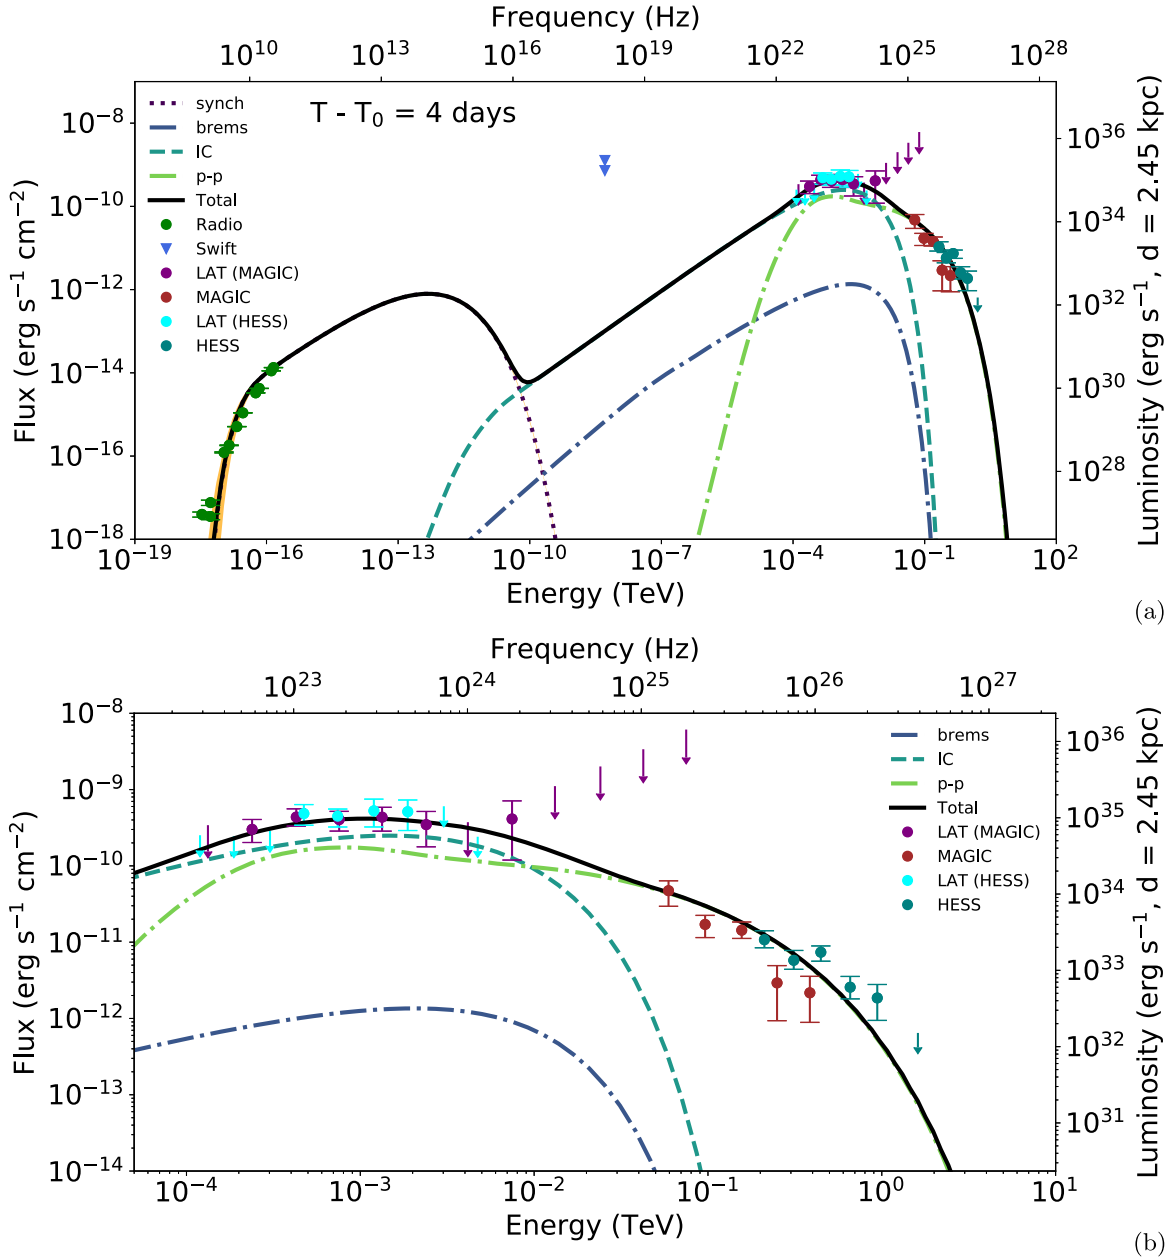 Frequency (Hz)
10^10 10^13 10^16 10^19 10^22 10^25 10^28
T - T_0 = 4 days
synch
brems
IC
p-p
Total
Radio
Swift
LAT (MAGIC)
MAGIC
LAT (HESS)
HESS
Flux (erg s^−1 cm^−2)
10^−8
10^−10
10^−12
10^−14
10^−16
10^−18
Luminosity (erg s^−1, d = 2.45 kpc)
10^36
10^34
10^32
10^30
10^28
10^−19 10^−16 10^−13 10^−10 10^−7 10^−4 10^−1 10^2
Energy (TeV)
(a)
Frequency (Hz)
10^23 10^24 10^25 10^26 10^27
brems
IC
p-p
Total
LAT (MAGIC)
MAGIC
LAT (HESS)
HESS
Flux (erg s^−1 cm^−2)
10^−8
10^−9
10^−10
10^−11
10^−12
10^−13
10^−14
Luminosity (erg s^−1, d = 2.45 kpc)
10^36
10^35
10^34
10^33
10^32
10^31
10^−4 10^−3 10^−2 10^−1 10^0 10^1
Energy (TeV)
(b)